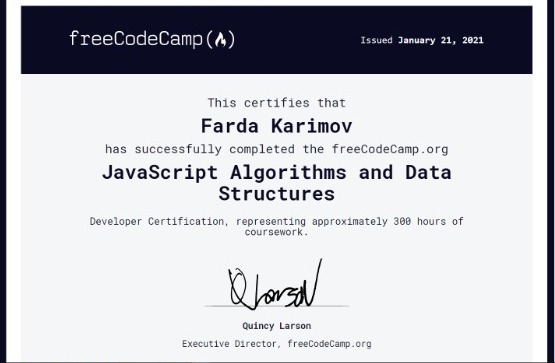 freeCodeCamp(🔥)
Issued January 21, 2021
This certifies that
Farda Karimov
has successfully completed the freeCodeCamp.org
JavaScript Algorithms and Data
Structures
Developer Certification, representing approximately 300 hours of
coursework.
Q Larson
Quincy Larson
Executive Director, freeCodeCamp.org